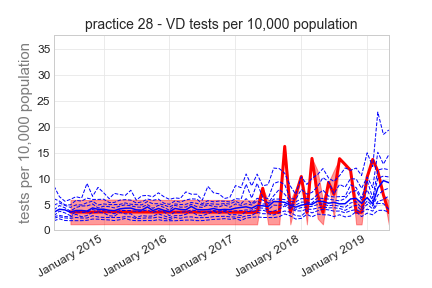 practice 28 - VD tests per 10,000 population
tests per 10,000 population
35
30
25
20
15
10
5
0
January 2015
January 2016
January 2017
January 2018
January 2019